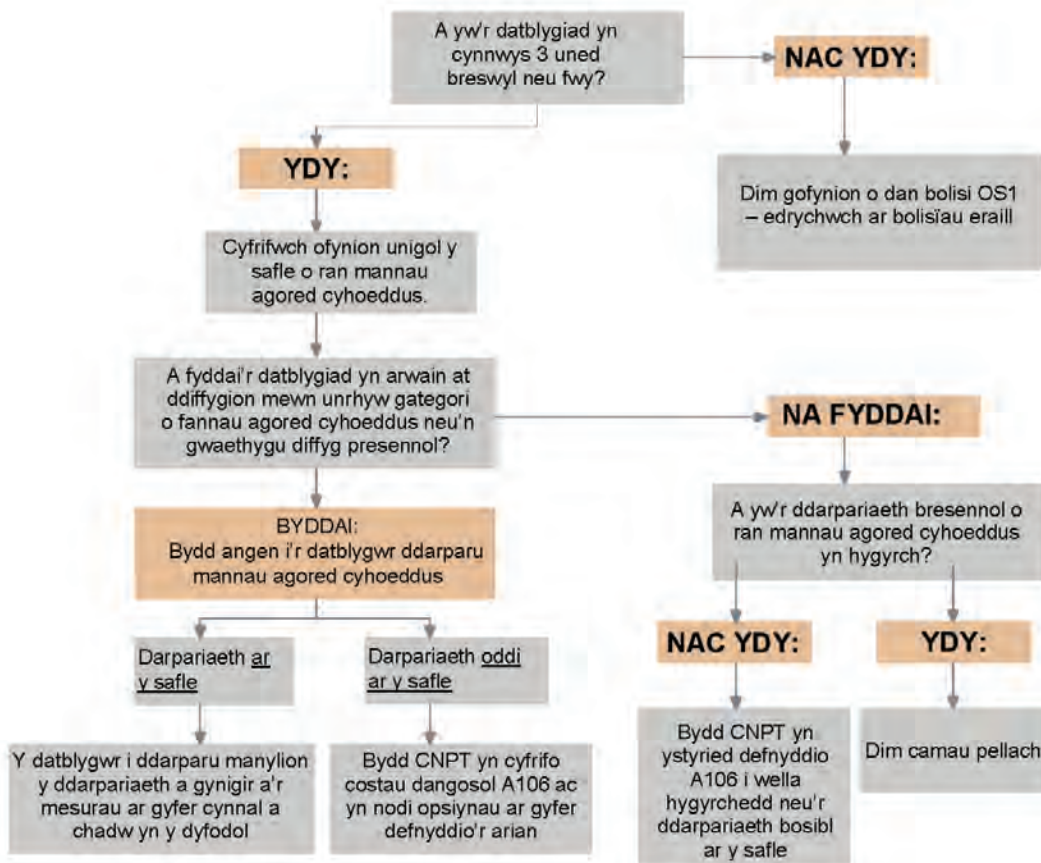 A yw'r datblygiad yn
cynnwys 3 uned
breswyl neu fwy?
NAC YDY:
YDY:
Dim gofynion o dan bolisi OS1
– edrychwch ar bolisïau eraill
Cyfrifwch ofynion unigol y
safle o ran mannau
agored cyhoeddus.
A fyddai'r datblygiad yn arwain at
ddiffygion mewn unrhyw gategori
o fannau agored cyhoeddus neu'n
gwaethygu diffyg presennol?
NA FYDDAI:
BYDDAI:
Bydd angen i'r datblygwr ddarparu
mannau agored cyhoeddus
A yw'r ddarpariaeth bresennol o
ran mannau agored cyhoeddus
yn hygyrch?
Darpariaeth ar
y safle
Darpariaeth oddi
ar y safle
NAC YDY:
YDY:
Y datblygwr i ddarparu manylion
y ddarpariaeth a gynigir a'r
mesurau ar gyfer cynnal a
chadw yn y dyfodol
Bydd CNPT yn cyfrifo
costau dangosol A106 ac
yn nodi opsiynau ar gyfer
defnyddio'r arian
Bydd CNPT yn
ystyried defnyddio
A106 i wella
hygyrchedd neu'r
ddarpariaeth bosibl
ar y safle
Dim camau pellach